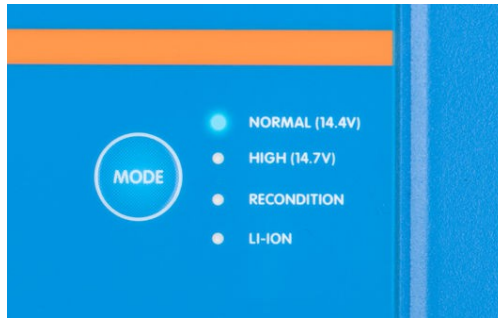 NORMAL (14.4V)
HIGH (14.7V)
MODE
RECONDITION
LI-ION